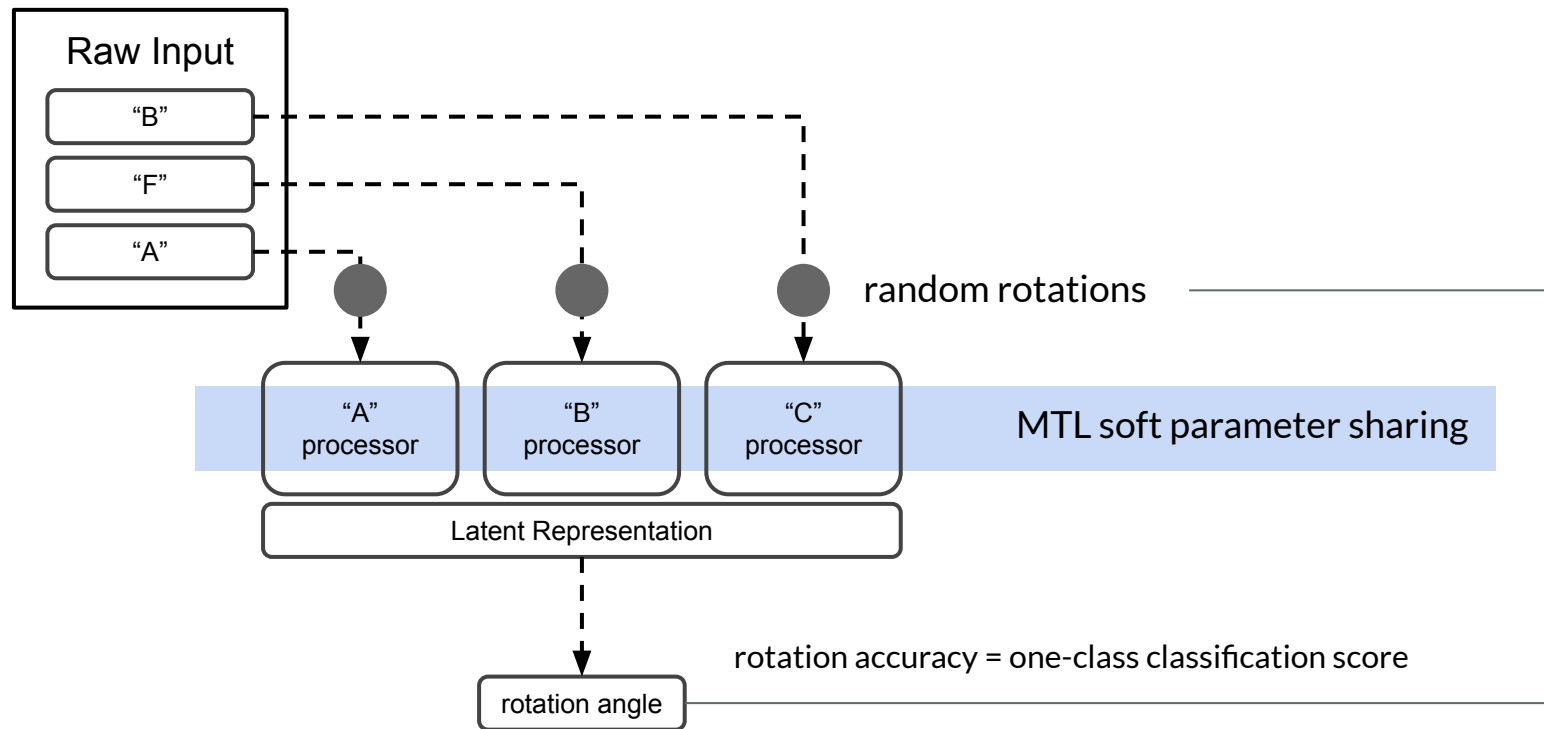 Raw Input
“B”
“F”
“A”
random rotations
“A”
processor
“B”
processor
“C”
processor
MTL soft parameter sharing
Latent Representation
rotation accuracy = one-class classification score
rotation angle